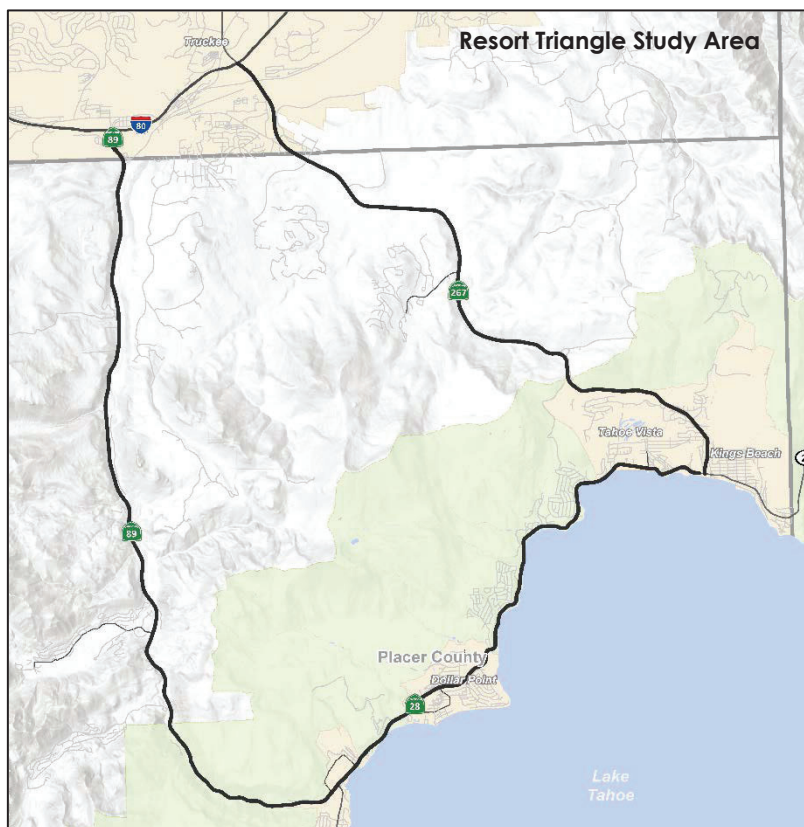 Resort Triangle Study Area
Truckee
80
89
267
Tahoe Vista
Kings Beach
2
89
Placer County
Dollar Point
28
Lake
Tahoe